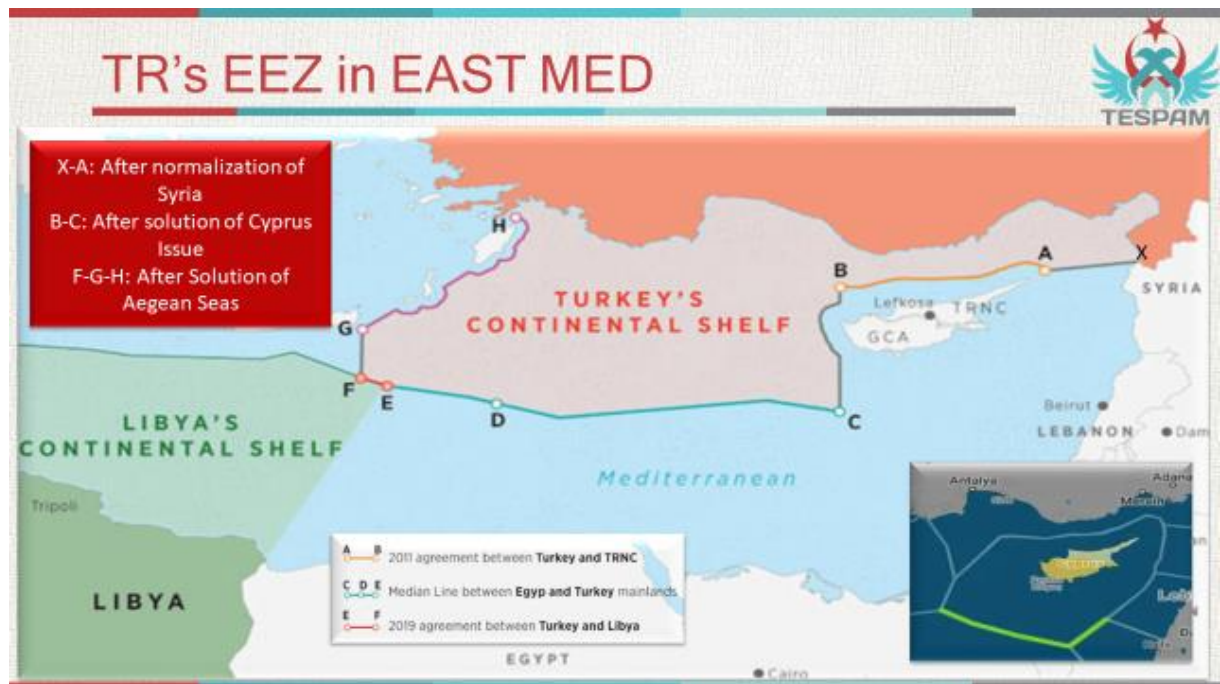 TR's EEZ in EAST MED
TESPAM
X-A: After normalization of
Syria
B-C: After solution of Cyprus
Issue
F-G-H: After Solution of
Aegean Seas
H
A
X
B
SYRIA
TURKEY'S
CONTINENTAL SHELF
Lefkosa
TRNC
GCA
G
F
E
D
C
LIBYA'S
CONTINENTAL SHELF
Beirut
LEBANON
Dam
Mediterranean
Tripoli
Antalya
Adana
Mersin
A B 2011 agreement between Turkey and TRNC
C D E Median Line between Egyp and Turkey mainlands
E F 2019 agreement between Turkey and Libya
LIBYA
EGYPT
Cairo